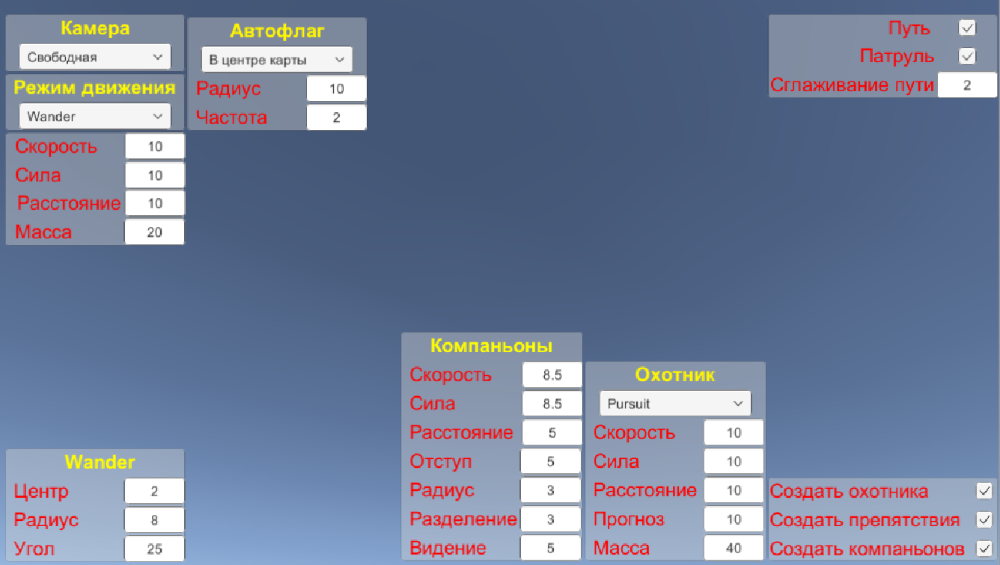 Камера
Свободная
Режим движения
Wander
Скорость 10
Сила 10
Расстояние 10
Масса 20
Автофлаг
В центре карты
Радиус 10
Частота 2
Путь
Патруль
Сглаживание пути 2
Wander
Центр 2
Радиус 8
Угол 25
Компаньоны
Скорость 8.5
Сила 8.5
Расстояние 5
Отступ 5
Радиус 3
Разделение 3
Видение 5
Охотник
Pursuit
Скорость 10
Сила 10
Расстояние 10
Прогноз 10
Масса 40
Создать охотника
Создать препятствия
Создать компаньонов